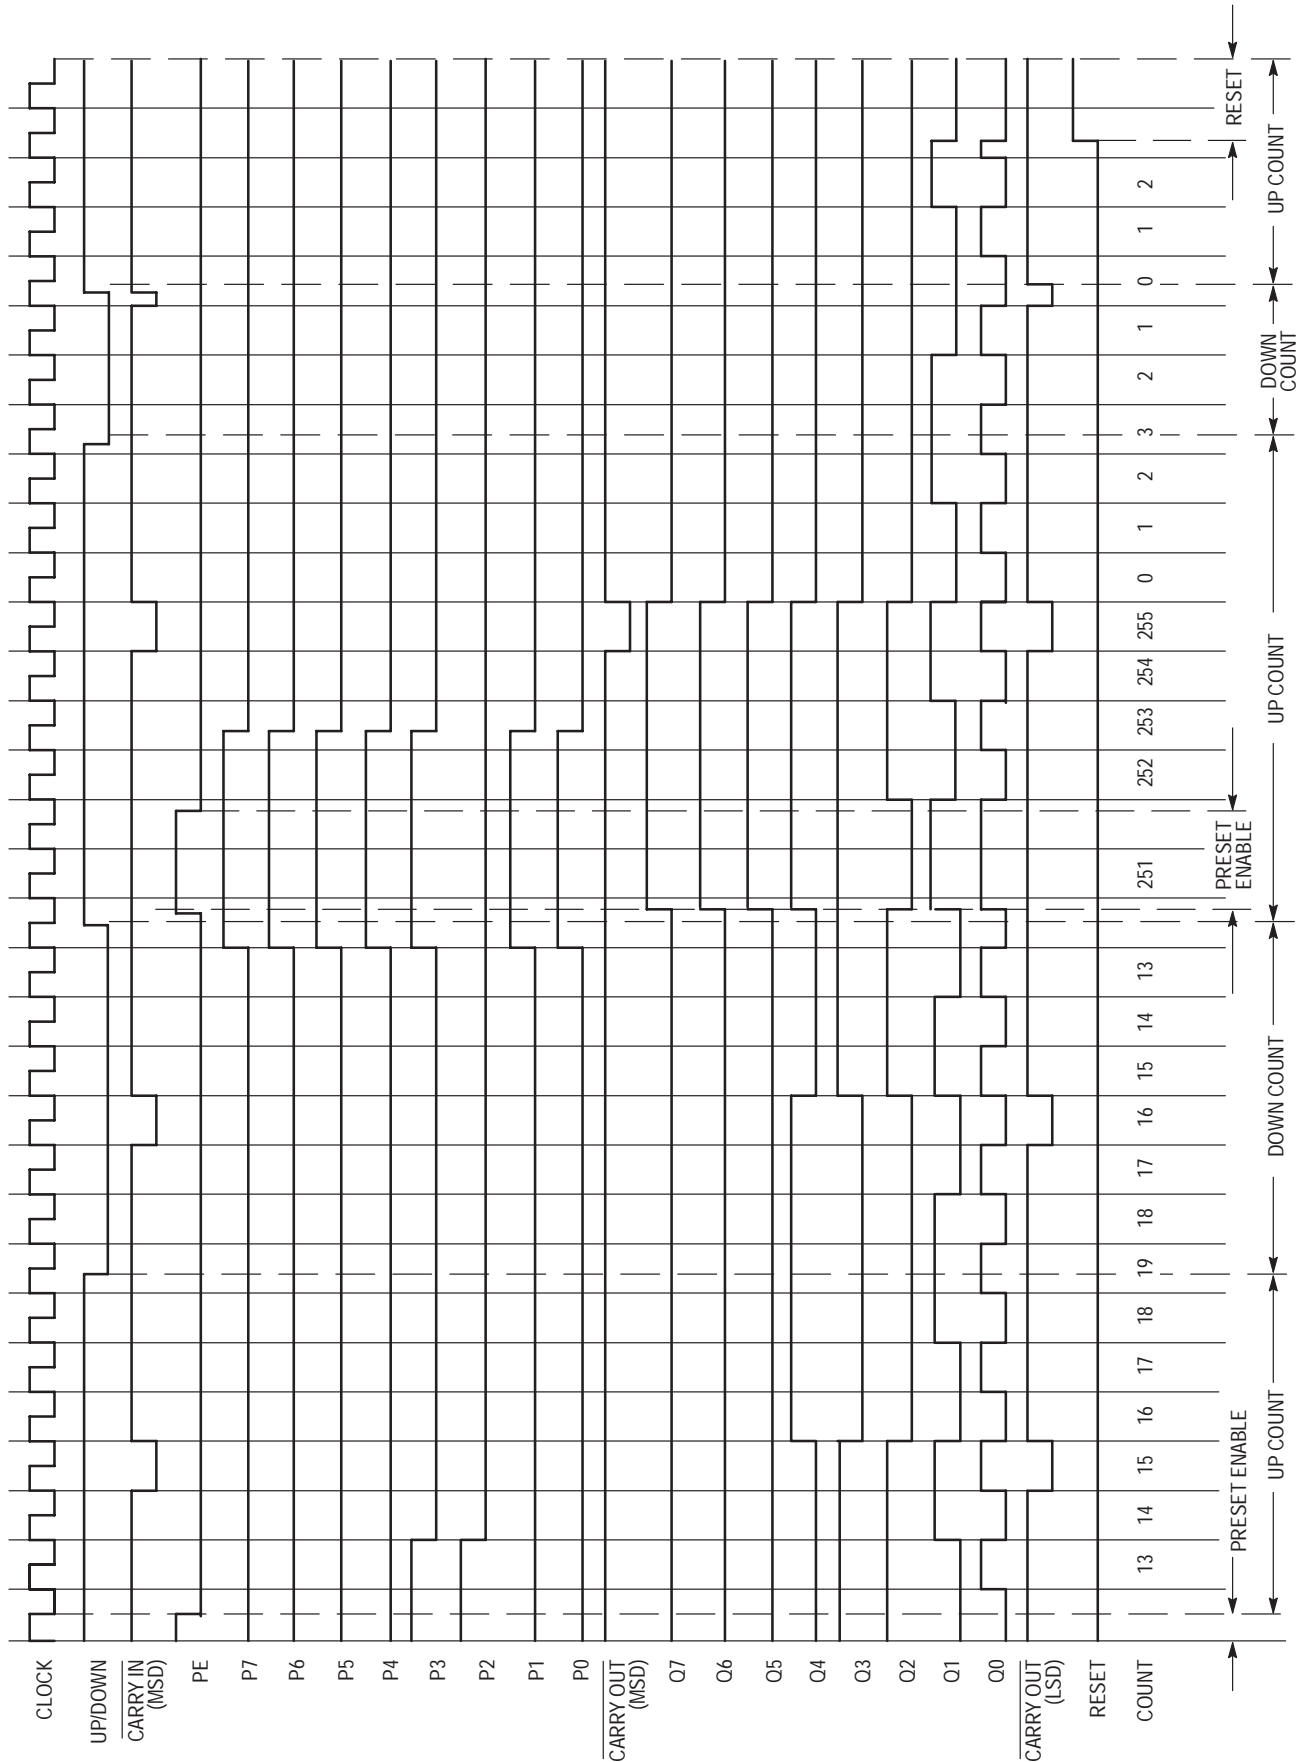 CLOCK
UP/DOWN
CARRY IN
(MSD)
PE
P7
P6
P5
P4
P3
P2
P1
P0
CARRY OUT
(MSD)
Q7
Q6
Q5
Q4
Q3
Q2
Q1
Q0
CARRY OUT
(LSD)
RESET
COUNT
13 14 15 16 17 18 19 18 17 16 15 14 13 251 252 253 254 255 0 1 2 3 2 1 0 1 2
PRESET ENABLE
PRESET
ENABLE
RESET
UP COUNT
DOWN COUNT
UP COUNT
DOWN
COUNT
UP COUNT